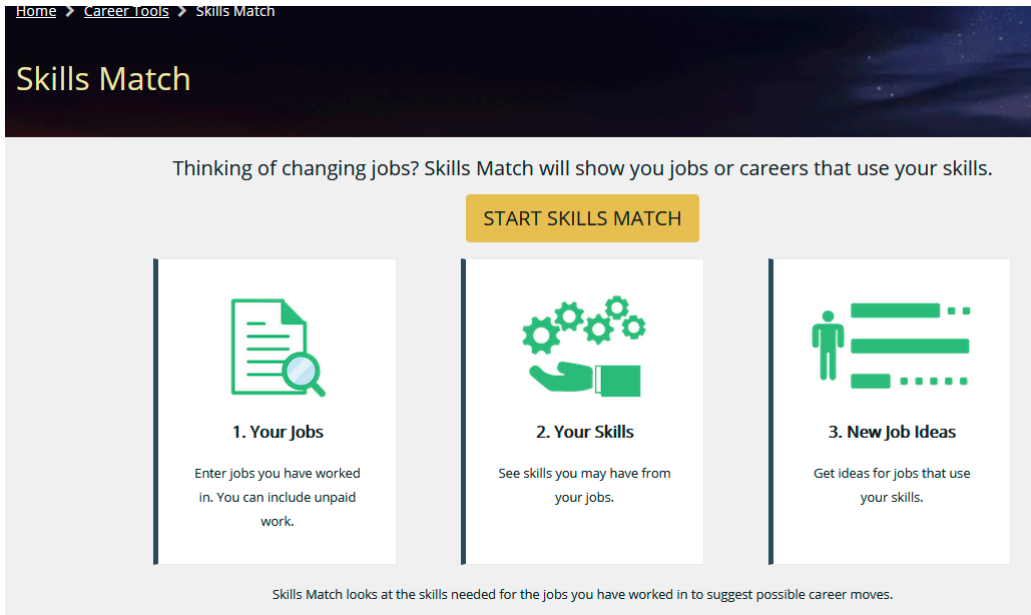 Home > Career Tools > Skills Match
Skills Match
Thinking of changing jobs? Skills Match will show you jobs or careers that use your skills.
START SKILLS MATCH
1. Your Jobs
Enter jobs you have worked
in. You can include unpaid
work.
2. Your Skills
See skills you may have from
your jobs.
3. New Job Ideas
Get ideas for jobs that use
your skills.
Skills Match looks at the skills needed for the jobs you have worked in to suggest possible career moves.